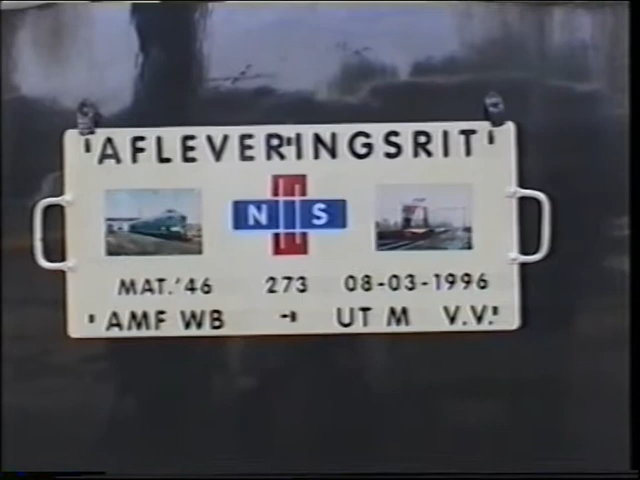 'AFLEVERINGSRIT'
NS
MAT.'46 273 08-03-1996
'AMF WB - UT M V.V.'